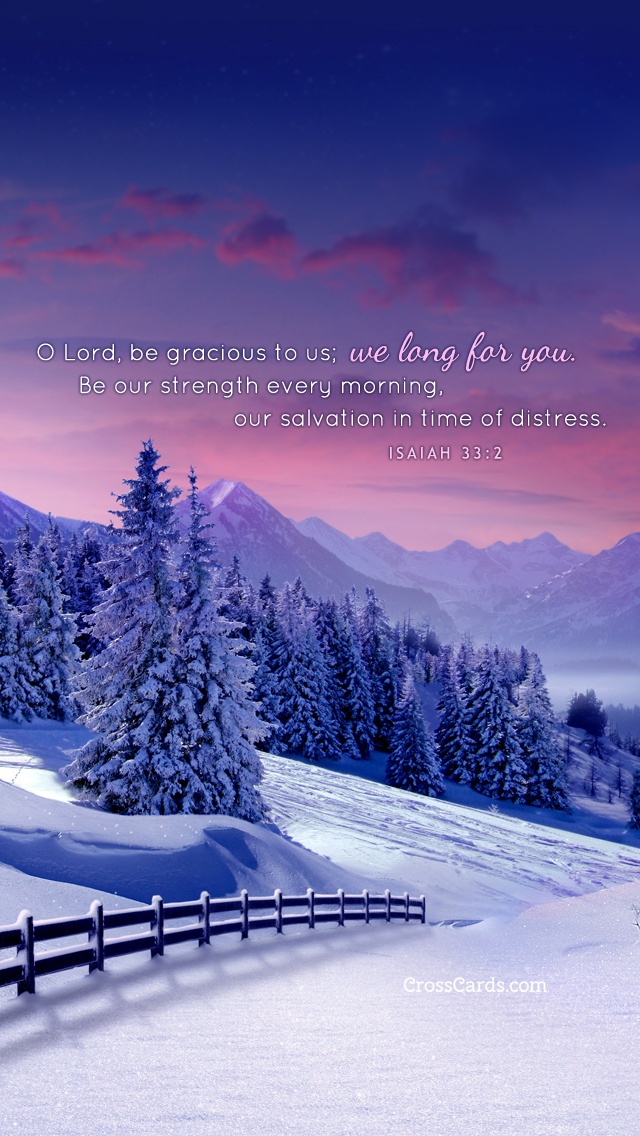 O Lord, be gracious to us; we long for you.
Be our strength every morning,
our salvation in time of distress.
ISAIAH 33:2
CrossCards.com